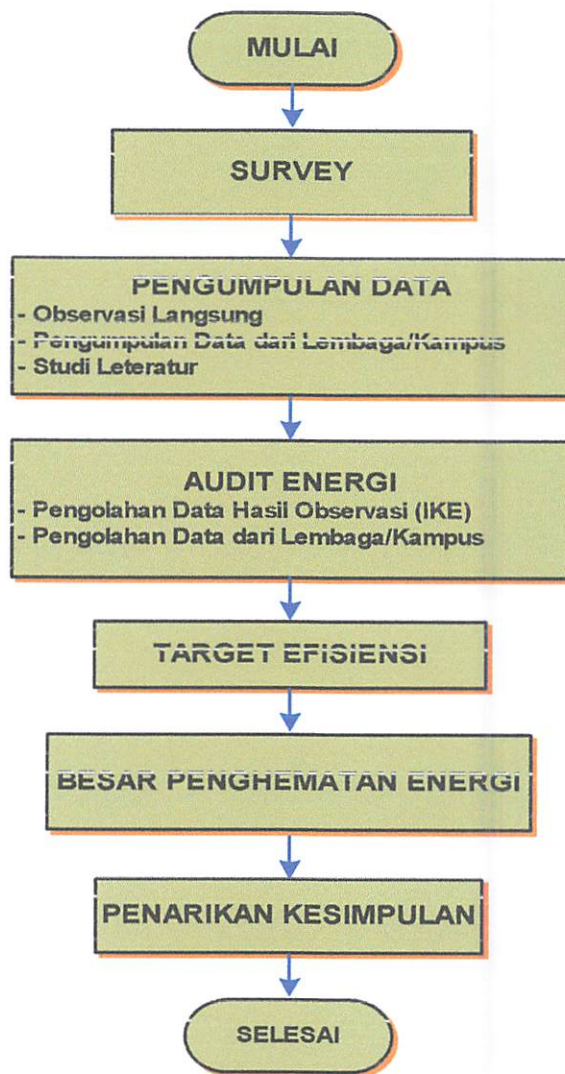 MULAI
SURVEY
PENGUMPULAN DATA
- Observasi Langsung
- Pengumpulan Data dari Lembaga/Kampus
- Studi Leteratur
AUDIT ENERGI
- Pengolahan Data Hasil Observasi (IKE)
- Pengolahan Data dari Lembaga/Kampus
TARGET EFISIENSI
BESAR PENGHEMATAN ENERGI
PENARIKAN KESIMPULAN
SELESAI